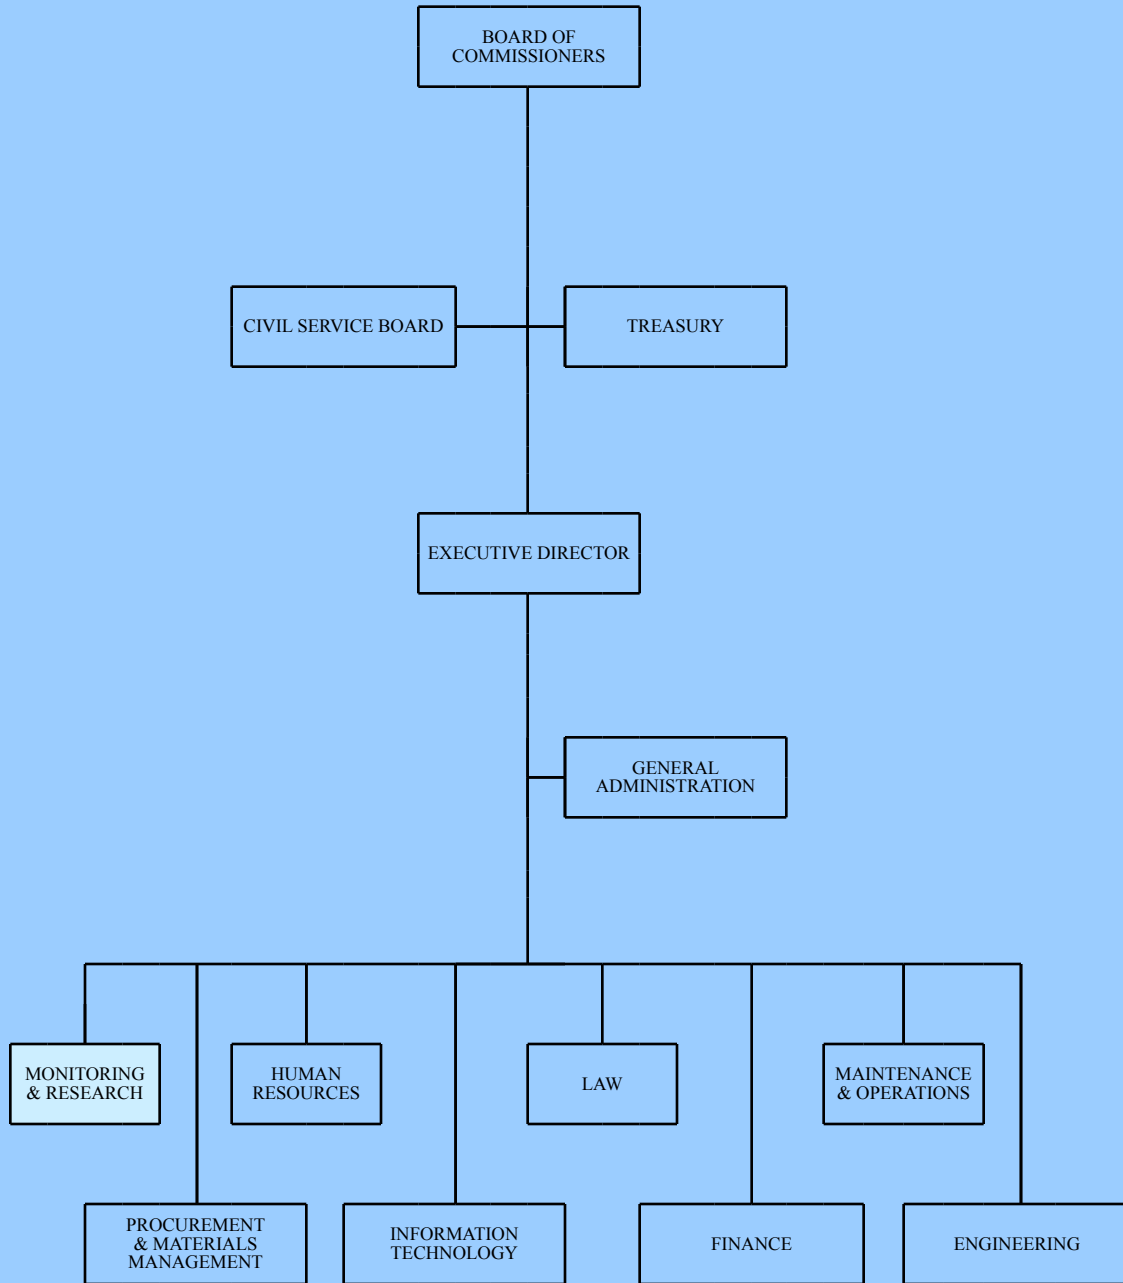 BOARD OF
COMMISSIONERS
CIVIL SERVICE BOARD
TREASURY
EXECUTIVE DIRECTOR
GENERAL
ADMINISTRATION
MONITORING
& RESEARCH
HUMAN
RESOURCES
LAW
MAINTENANCE
& OPERATIONS
PROCUREMENT
& MATERIALS
MANAGEMENT
INFORMATION
TECHNOLOGY
FINANCE
ENGINEERING